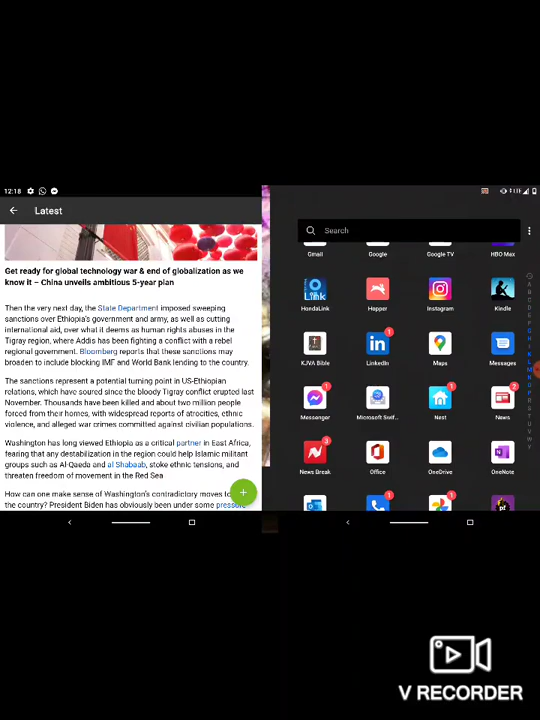 12:18
Latest
Get ready for global technology war & end of globalization as we
know it – China unveils ambitious 5-year plan
Then the very next day, the State Department imposed sweeping
sanctions over Ethiopia's government and army, as well as cutting
international aid, over what it deems as human rights abuses in the
Tigray region, where Addis has been fighting a conflict with a rebel
regional government. Bloomberg reports that these sanctions may
broaden to include blocking IMF and World Bank lending to the country.
The sanctions represent a potential turning point in US-Ethiopian
relations, which have soured since the bloody Tigray conflict erupted last
November. Thousands have been killed and about two million people
forced from their homes, with widespread reports of atrocities, ethnic
violence, and alleged war crimes committed against civilian populations.
Washington has long viewed Ethiopia as a critical partner in East Africa,
fearing that any destabilization in the region could help Islamic militant
groups such as Al-Qaeda and al Shabaab, stoke ethnic tensions, and
threaten freedom of movement in the Red Sea
How can one make sense of Washington's contradictory moves to
the country? President Biden has obviously been under some pressure
Search
Gmail Google Google TV HBO Max
HondaLink Hopper Instagram Kindle
KJVA Bible LinkedIn Maps Messages
Messenger Microsoft Swif... Nest News
News Break Office OneDrive OneNote
V RECORDER